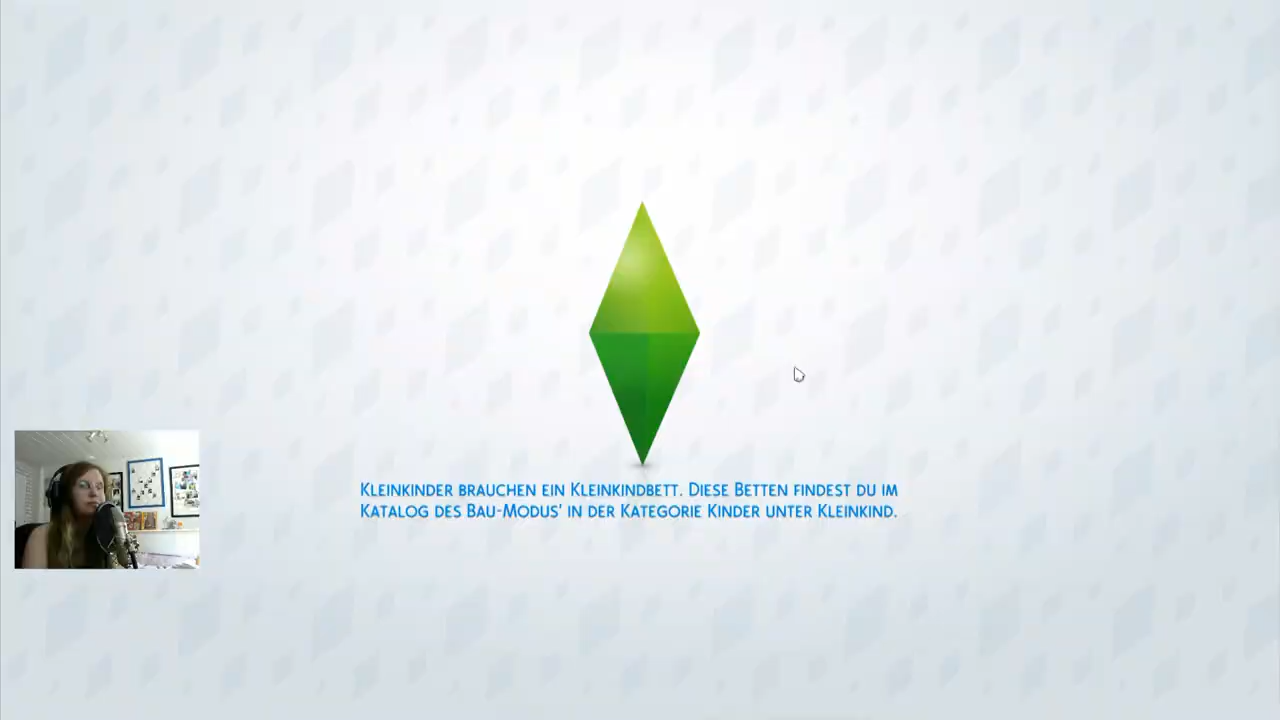 Kleinkinder brauchen ein Kleinkindbett. Diese Betten findest du im
Katalog des Bau-Modus' in der Kategorie Kinder unter Kleinkind.